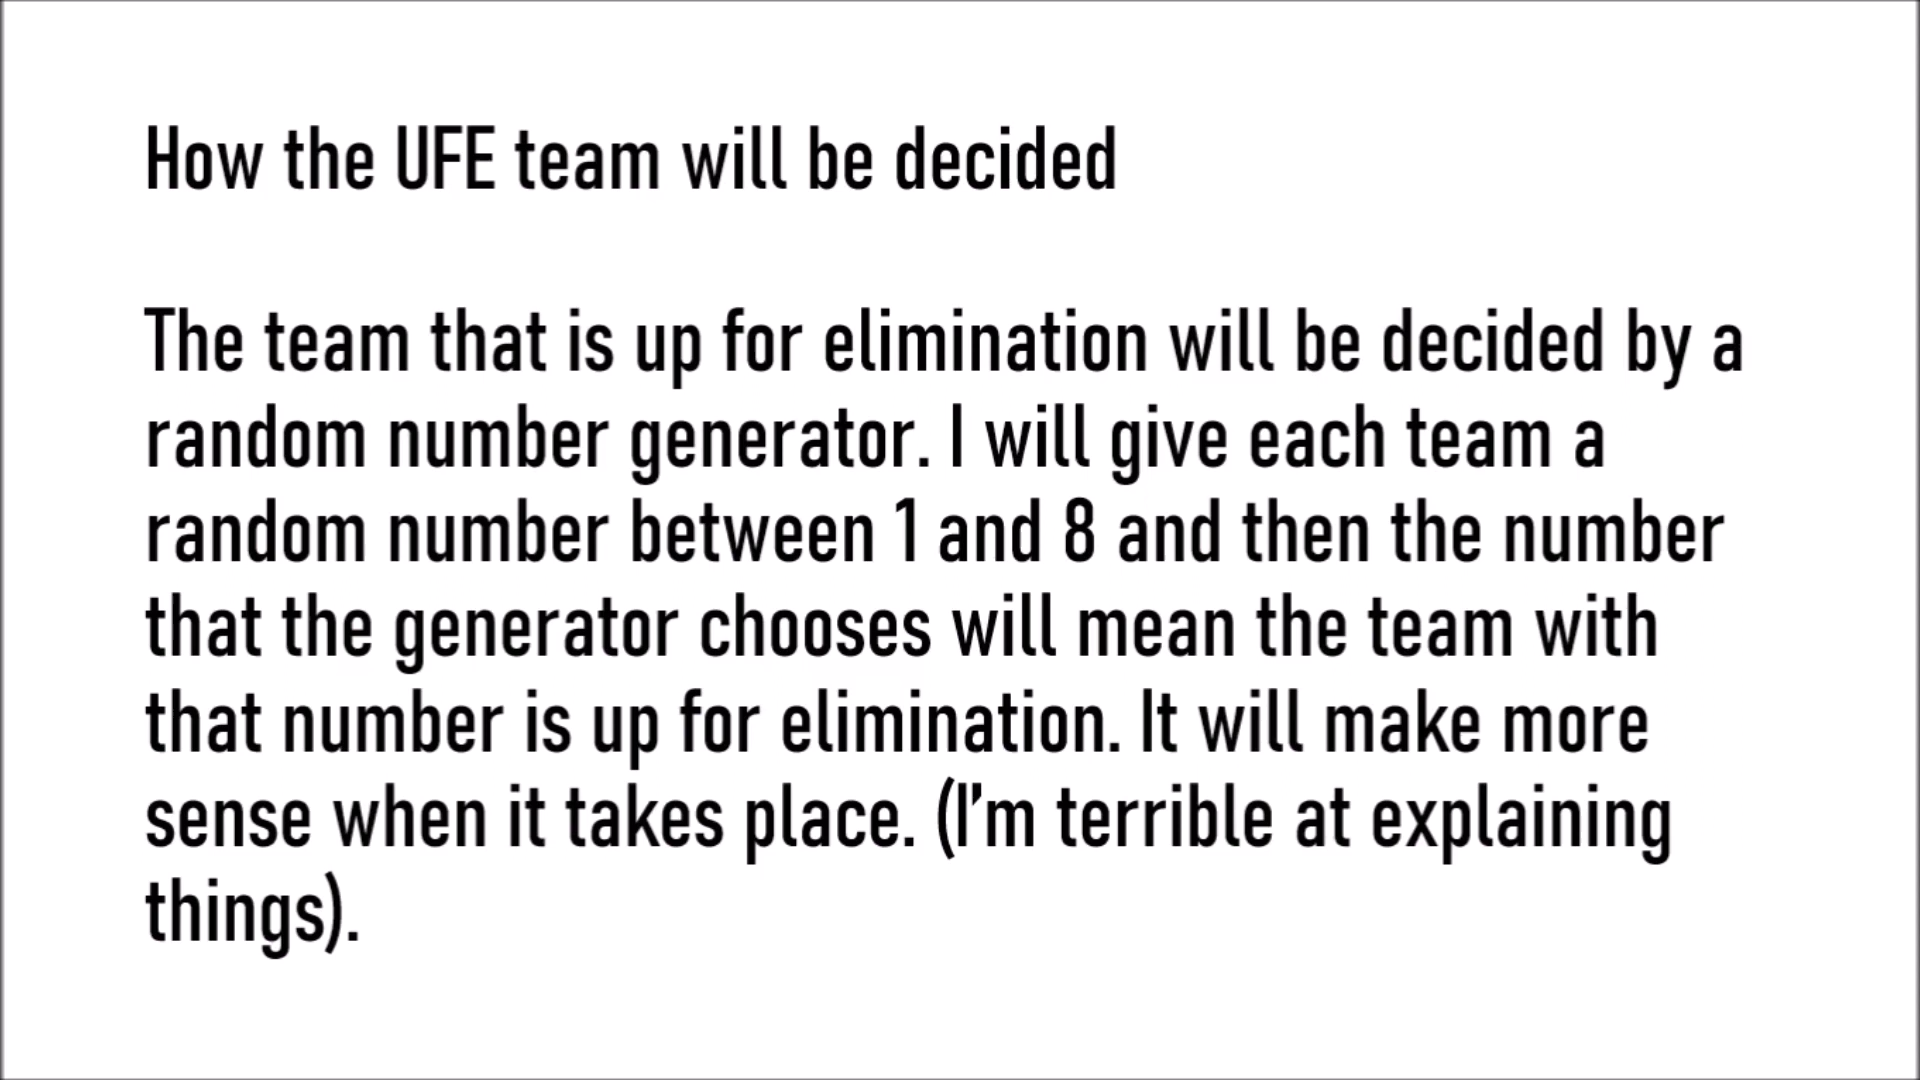 How the UFE team will be decided
The team that is up for elimination will be decided by a
random number generator. I will give each team a
random number between 1 and 8 and then the number
that the generator chooses will mean the team with
that number is up for elimination. It will make more
sense when it takes place. (I'm terrible at explaining
things).